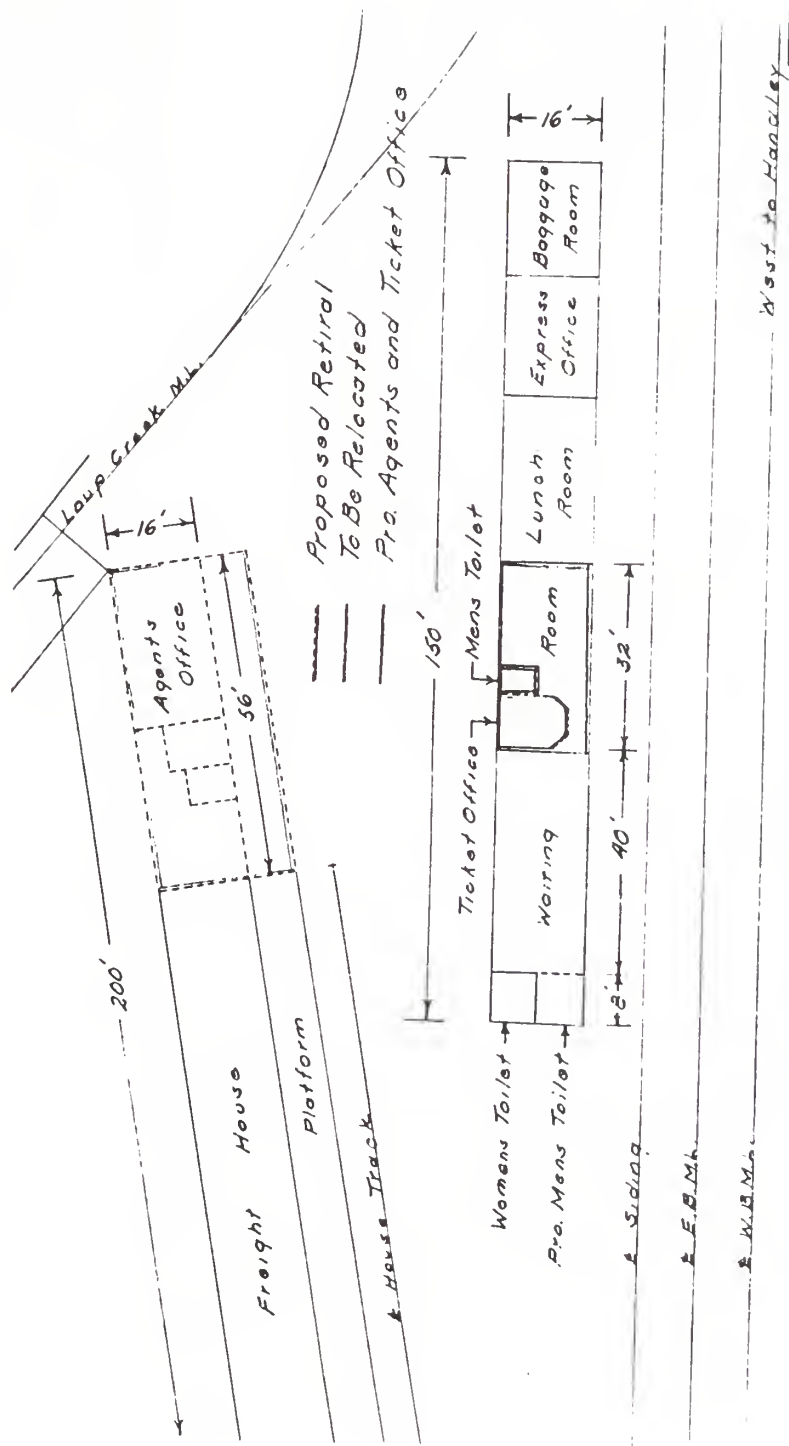 Loup Creek M.L.
16'
Agents
Office
56'
200'
Freight House
Platform
℄ House Track
Proposed Retiral
To Be Relocated
Pro. Agents and Ticket Office
150'
16'
Ticket Office
Mens Toilet
Waiting Room
Lunch
Room
Express
Office
Baggage
Room
8'
40'
32'
Womens Toilet
Pro. Mens Toilet
℄ Siding
℄ E.B.M.L.
℄ W.B.M.L.
West to Handley